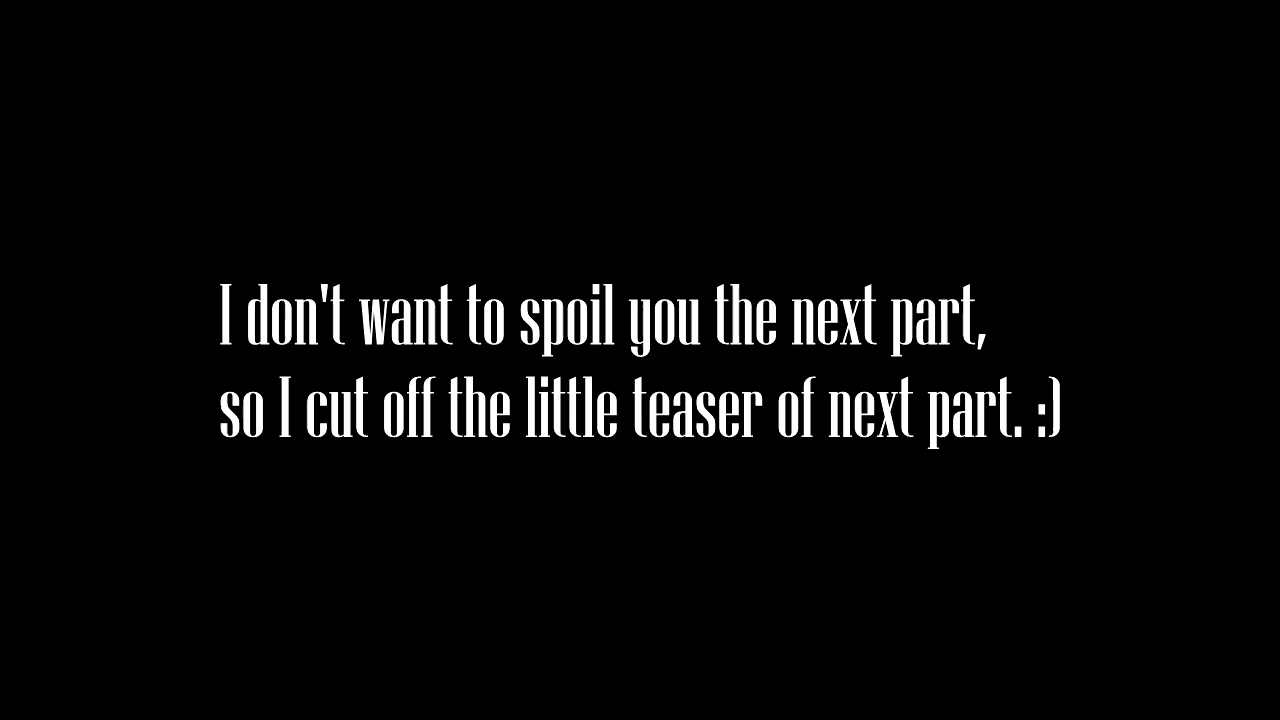 I don't want to spoil you the next part,
so I cut off the little teaser of next part. :)